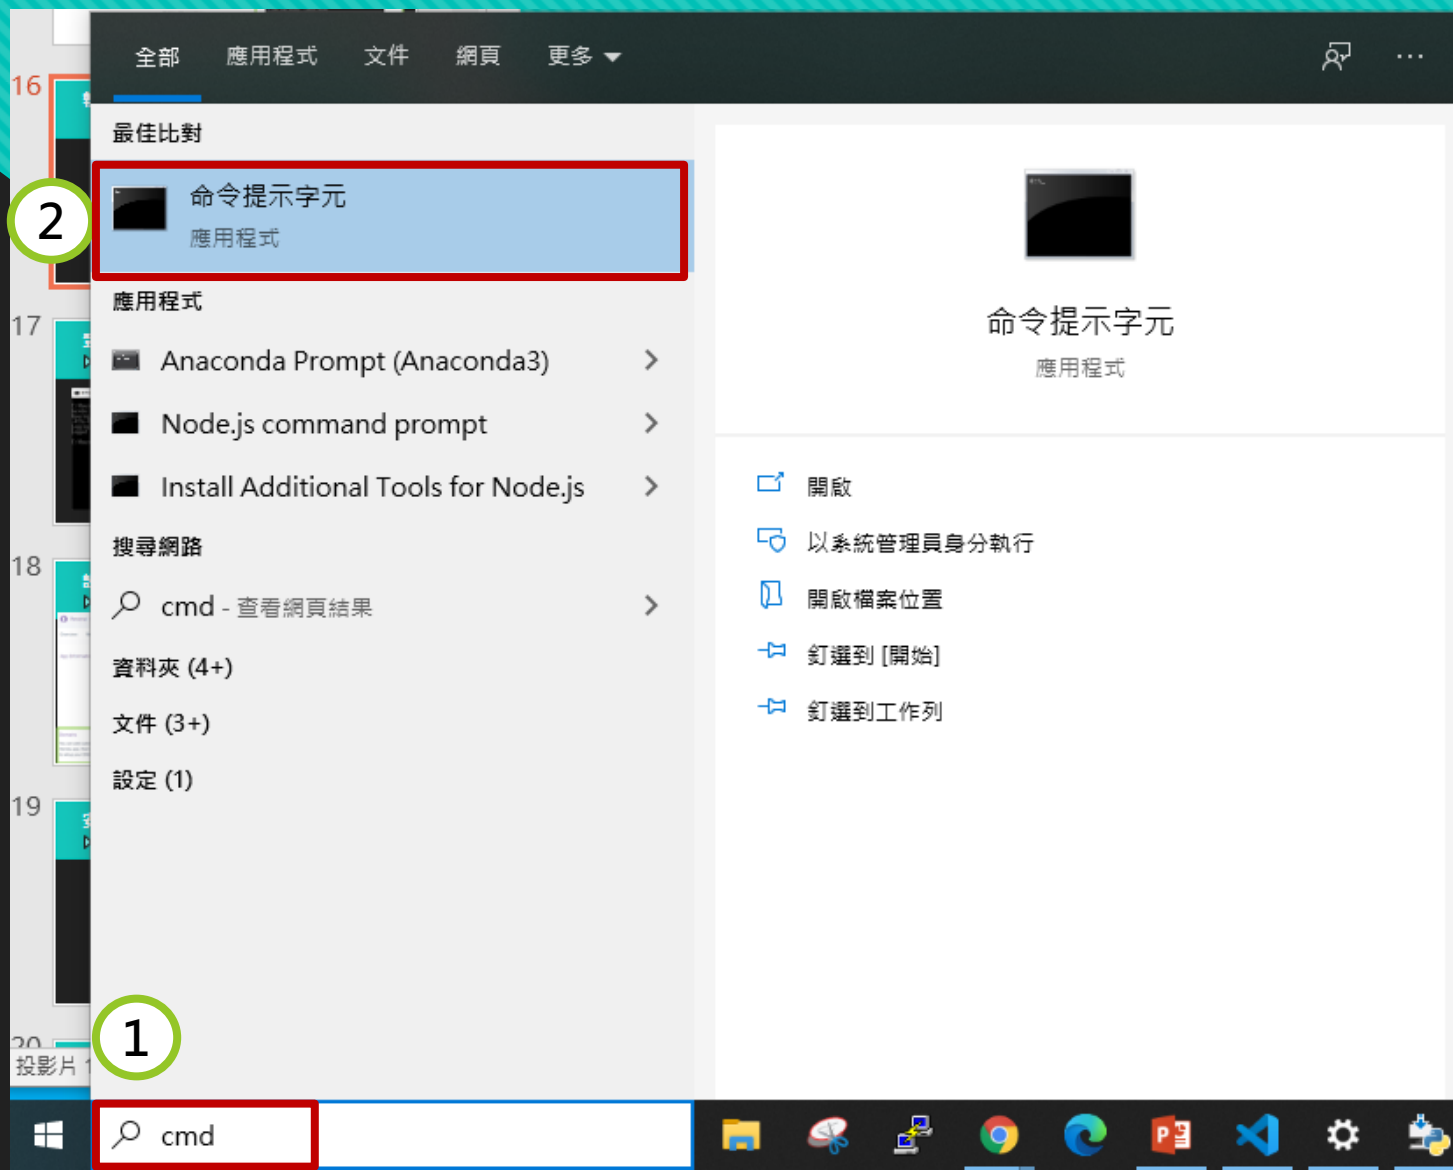 全部 應用程式 文件 網頁 更多
最佳比對
2
命令提示字元
應用程式
應用程式
Anaconda Prompt (Anaconda3)
Node.js command prompt
Install Additional Tools for Node.js
搜尋網路
cmd - 查看網頁結果
資料夾 (4+)
文件 (3+)
設定 (1)
命令提示字元
應用程式
開啟
以系統管理員身分執行
開啟檔案位置
釘選到 [開始]
釘選到工作列
16
17
18
19
20
投影片 1
1
cmd